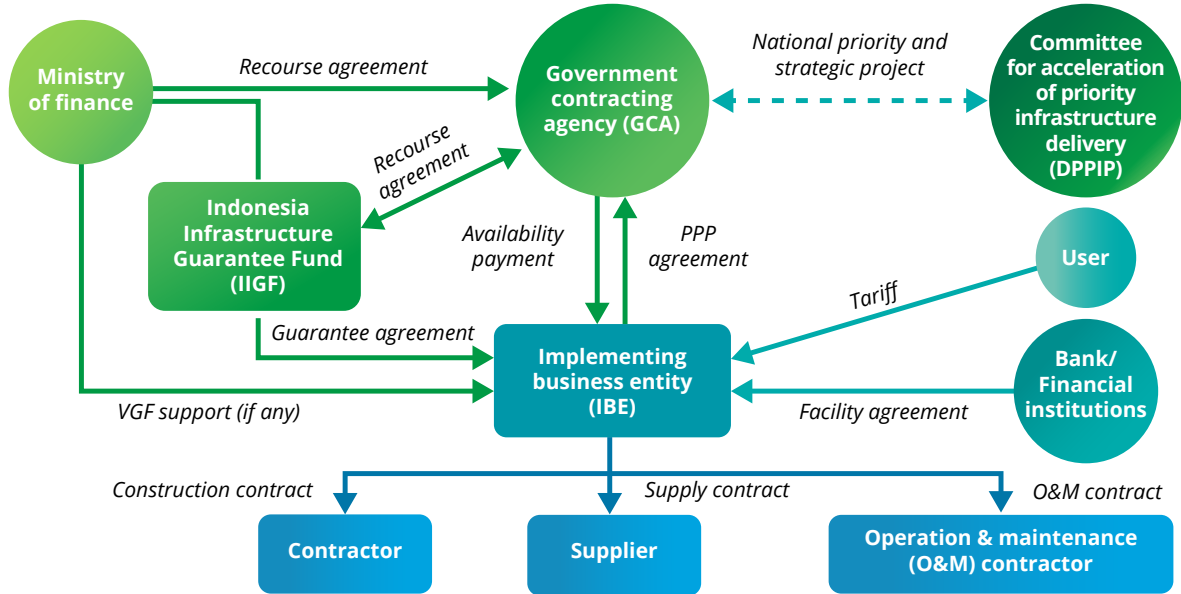 Ministry
of finance
Recourse agreement
Government
contracting
agency (GCA)
National priority and
strategic project
Committee
for acceleration
of priority
infrastructure
delivery
(DPPIP)
Recourse
agreement
Indonesia
Infrastructure
Guarantee Fund
(IIGF)
Availability
payment
PPP
agreement
User
Tariff
Guarantee agreement
Implementing
business entity
(IBE)
Bank/
Financial
institutions
VGF support (if any)
Facility agreement
Construction contract
Supply contract
O&M contract
Contractor
Supplier
Operation & maintenance
(O&M) contractor